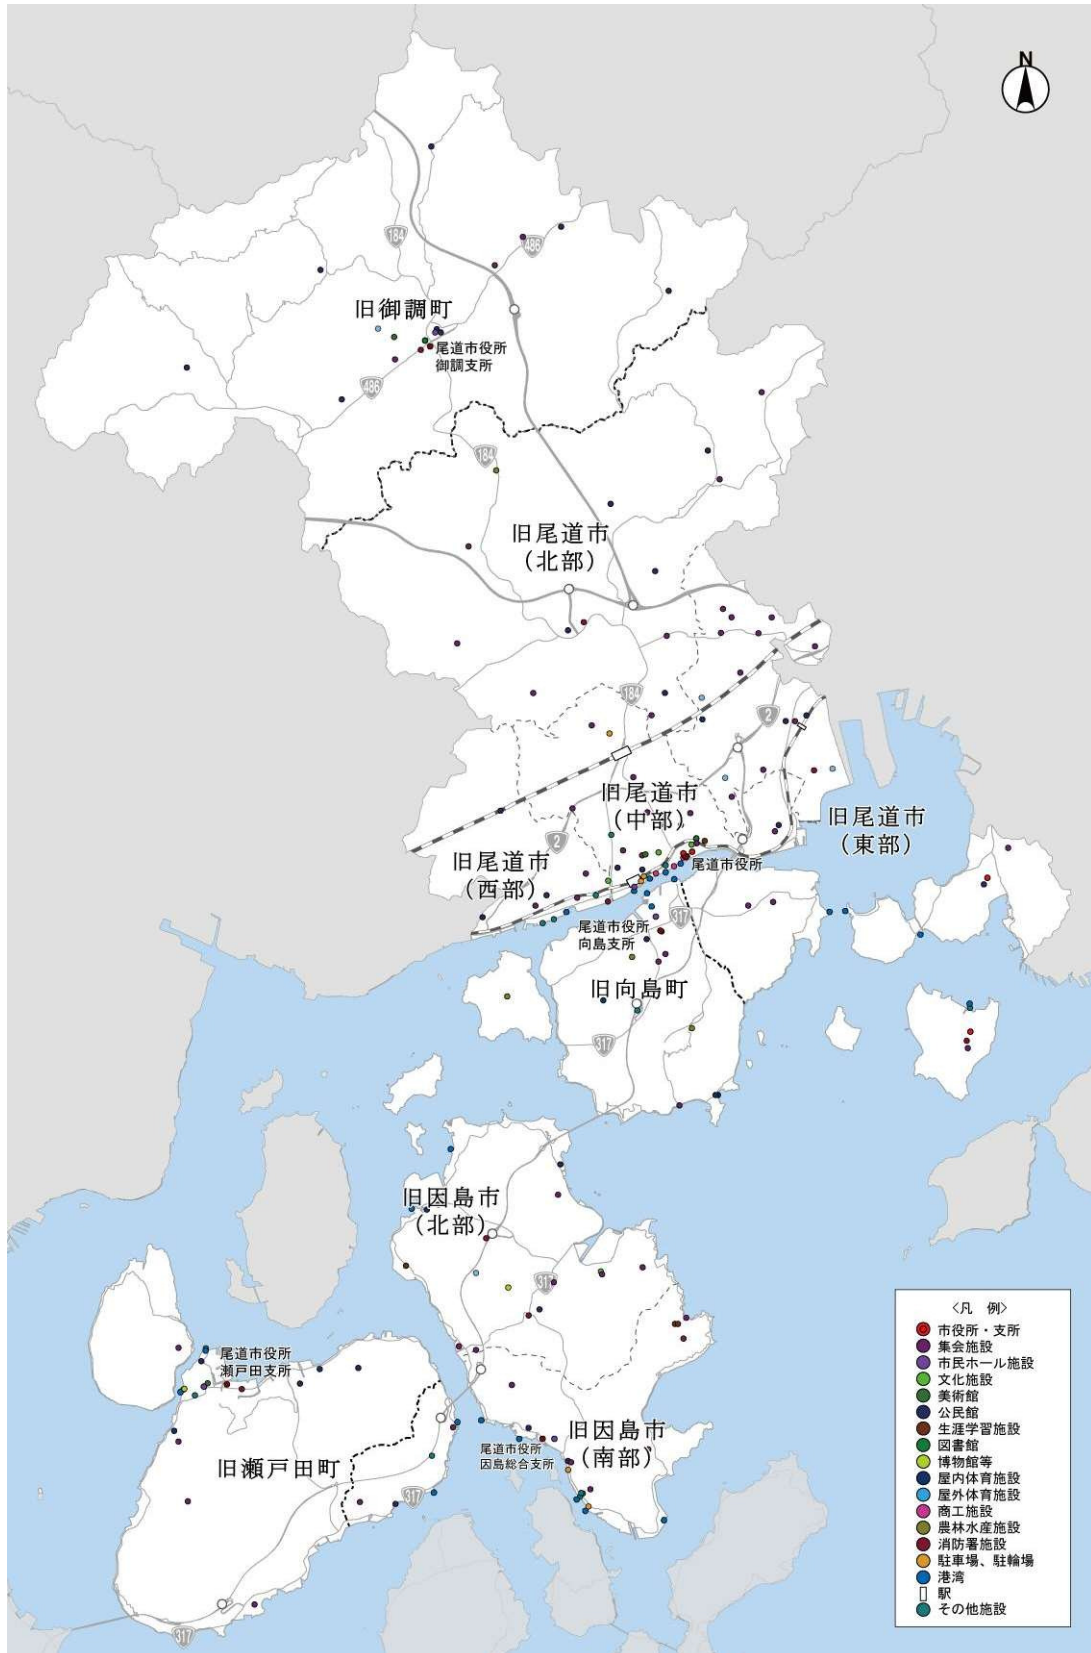 N
184
486
旧御調町
尾道市役所
御調支所
486
184
旧尾道市
(北部)
184
2
旧尾道市
(中部)
旧尾道市
(東部)
2
旧尾道市
(西部)
尾道市役所
317
尾道市役所
向島支所
旧向島町
317
旧因島市
(北部)
317
尾道市役所
瀬戸田支所
旧因島市
(南部)
尾道市役所
因島総合支所
旧瀬戸田町
317
317
〈凡 例〉
市役所・支所
集会施設
市民ホール施設
文化施設
美術館
公民館
生涯学習施設
図書館
博物館等
屋内体育施設
屋外体育施設
商工施設
農林水産施設
消防署施設
駐車場、駐輪場
港湾
駅
その他施設